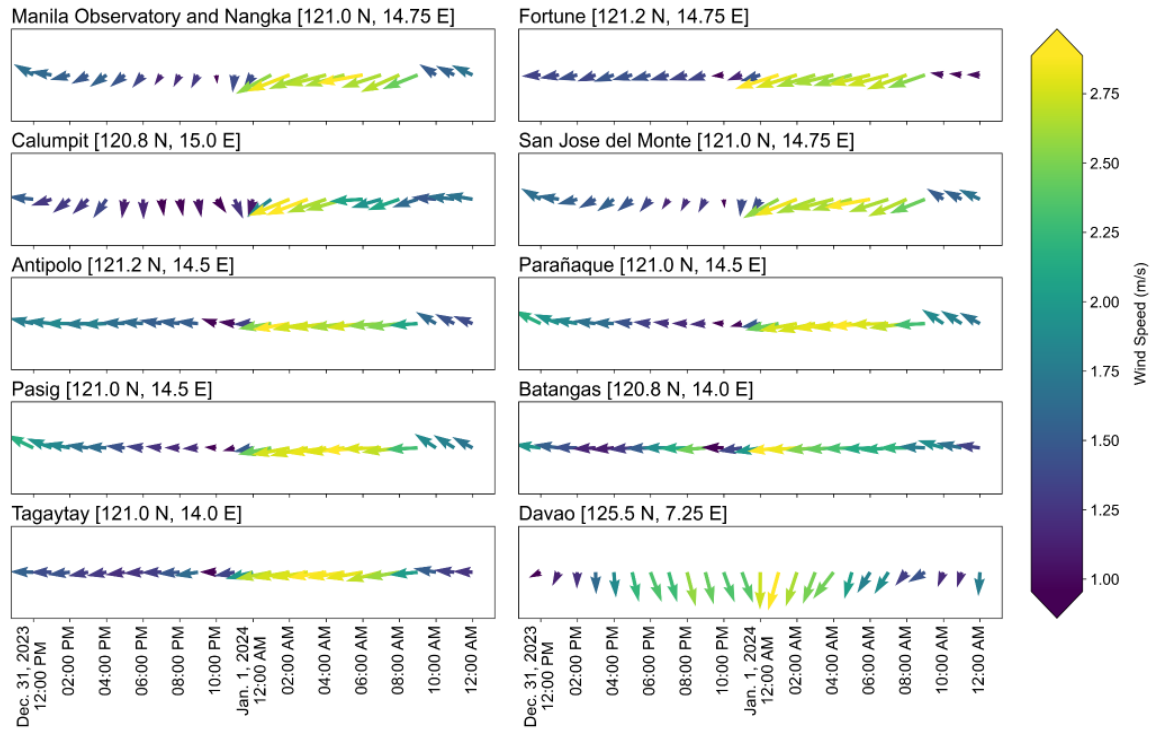 Manila Observatory and Nangka [121.0 N, 14.75 E]
Fortune [121.2 N, 14.75 E]
Calumpit [120.8 N, 15.0 E]
San Jose del Monte [121.0 N, 14.75 E]
Antipolo [121.2 N, 14.5 E]
Parañaque [121.0 N, 14.5 E]
Pasig [121.0 N, 14.5 E]
Batangas [120.8 N, 14.0 E]
Tagaytay [121.0 N, 14.0 E]
Davao [125.5 N, 7.25 E]
Dec. 31, 2023
12:00 PM
02:00 PM
04:00 PM
06:00 PM
08:00 PM
10:00 PM
Jan. 1, 2024
12:00 AM
02:00 AM
04:00 AM
06:00 AM
08:00 AM
10:00 AM
12:00 AM
Dec. 31, 2023
12:00 PM
02:00 PM
04:00 PM
06:00 PM
08:00 PM
10:00 PM
Jan. 1, 2024
12:00 AM
02:00 AM
04:00 AM
06:00 AM
08:00 AM
10:00 AM
12:00 AM
2.75
2.50
2.25
2.00
1.75
1.50
1.25
1.00
Wind Speed (m/s)